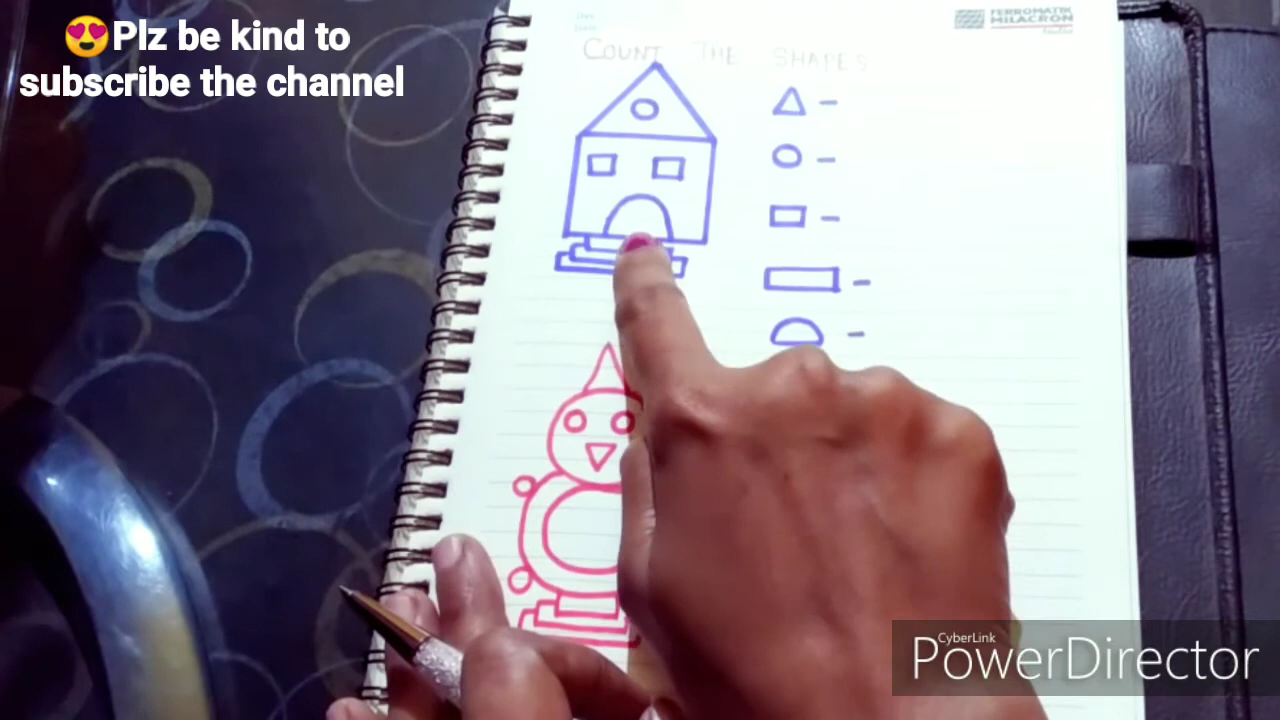 😍Plz be kind to
subscribe the channel
FERROMATIK
MILACRON
COUNT THE SHAPES
CyberLink
PowerDirector